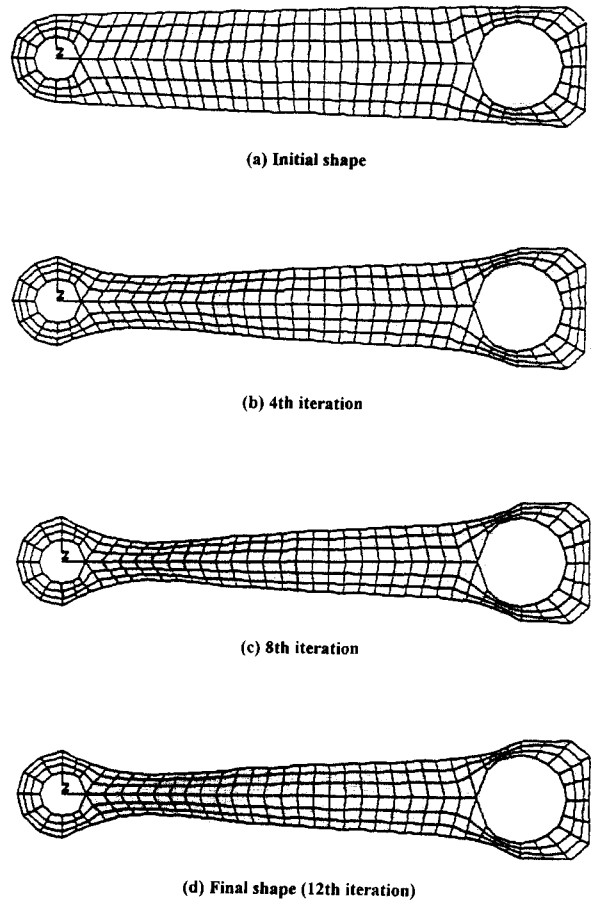 Z
(a) Initial shape
Z
(b) 4th iteration
Z
(c) 8th iteration
Z
(d) Final shape (12th iteration)